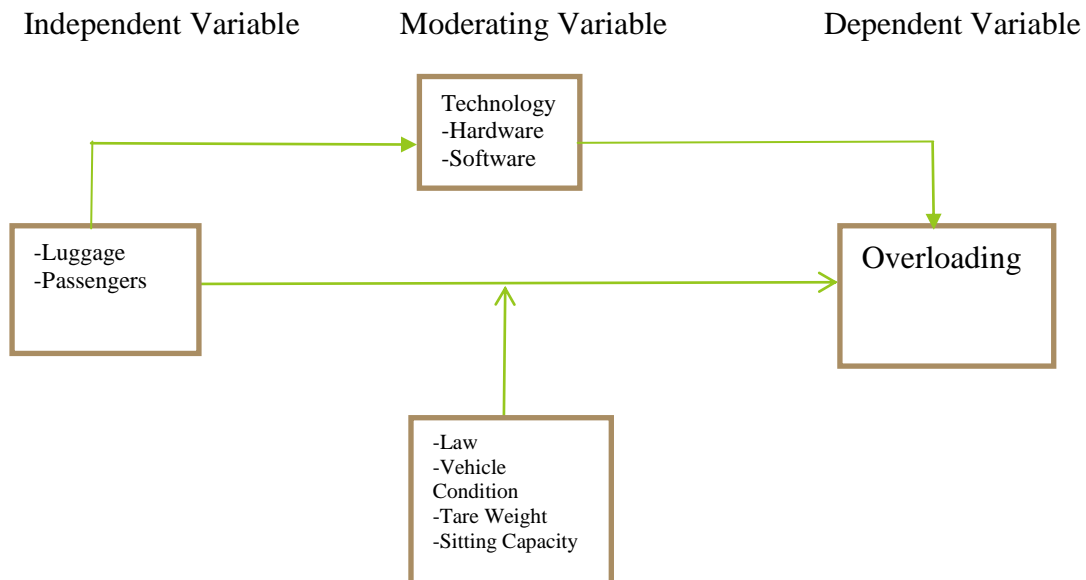 Independent Variable
Moderating Variable
Dependent Variable
Technology
-Hardware
-Software
-Luggage
-Passengers
Overloading
-Law
-Vehicle
Condition
-Tare Weight
-Sitting Capacity